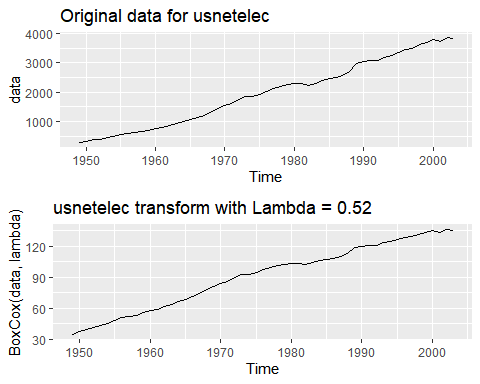 Original data for usnetelec
data
4000
3000
2000
1000
1950 1960 1970 1980 1990 2000
Time
usnetelec transform with Lambda = 0.52
BoxCox(data, lambda)
120
90
60
30
1950 1960 1970 1980 1990 2000
Time